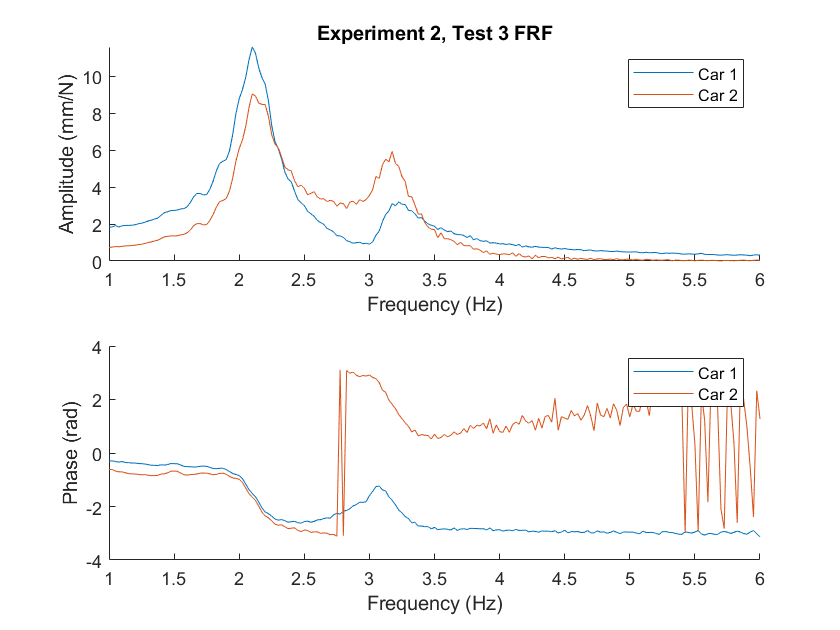 Experiment 2, Test 3 FRF
Amplitude (mm/N)
10
8
6
4
2
0
Car 1
Car 2
1 1.5 2 2.5 3 3.5 4 4.5 5 5.5 6
Frequency (Hz)
Phase (rad)
4
2
0
-2
-4
Car 1
Car 2
1 1.5 2 2.5 3 3.5 4 4.5 5 5.5 6
Frequency (Hz)